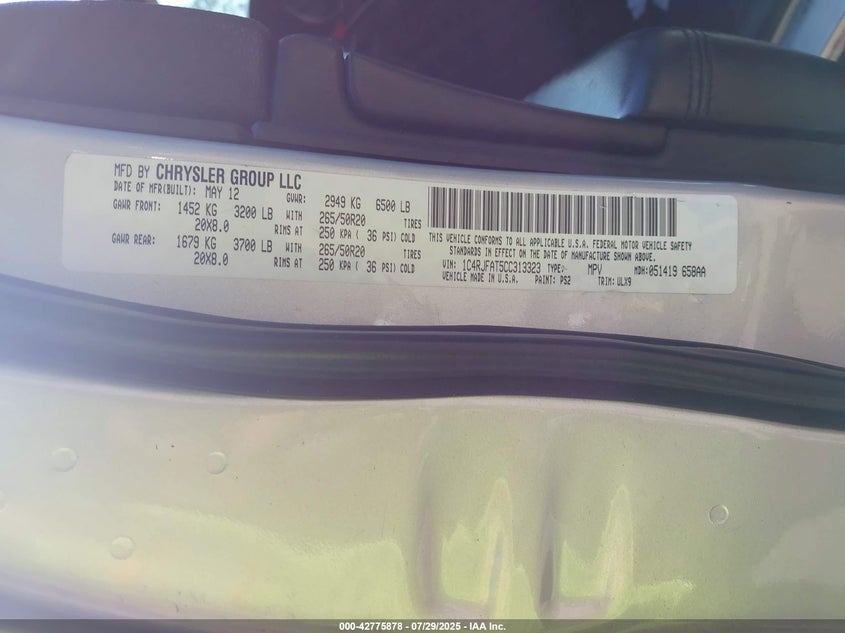 MFD BY CHRYSLER GROUP LLC
DATE OF MFR(BUILT): MAY 12 GVWR: 2949 KG 6500 LB
GAWR FRONT: 1452 KG 3200 LB WITH 265/50R20 TIRES
20X8.0 RIMS AT 250 KPA ( 36 PSI) COLD
GAWR REAR: 1679 KG 3700 LB WITH 265/50R20 TIRES
20X8.0 RIMS AT 250 KPA ( 36 PSI) COLD
THIS VEHICLE CONFORMS TO ALL APPLICABLE U.S.A. FEDERAL MOTOR VEHICLE SAFETY
STANDARDS IN EFFECT ON THE DATE OF MANUFACTURE SHOWN ABOVE.
VIN: 1C4RJFAT5CC313323 TYPE: MPV MDH: 051419 658AA
VEHICLE MADE IN U.S.A. PAINT: PS2 TRIM: ULX9
000-42775878 - 07/29/2025 - IAA Inc.